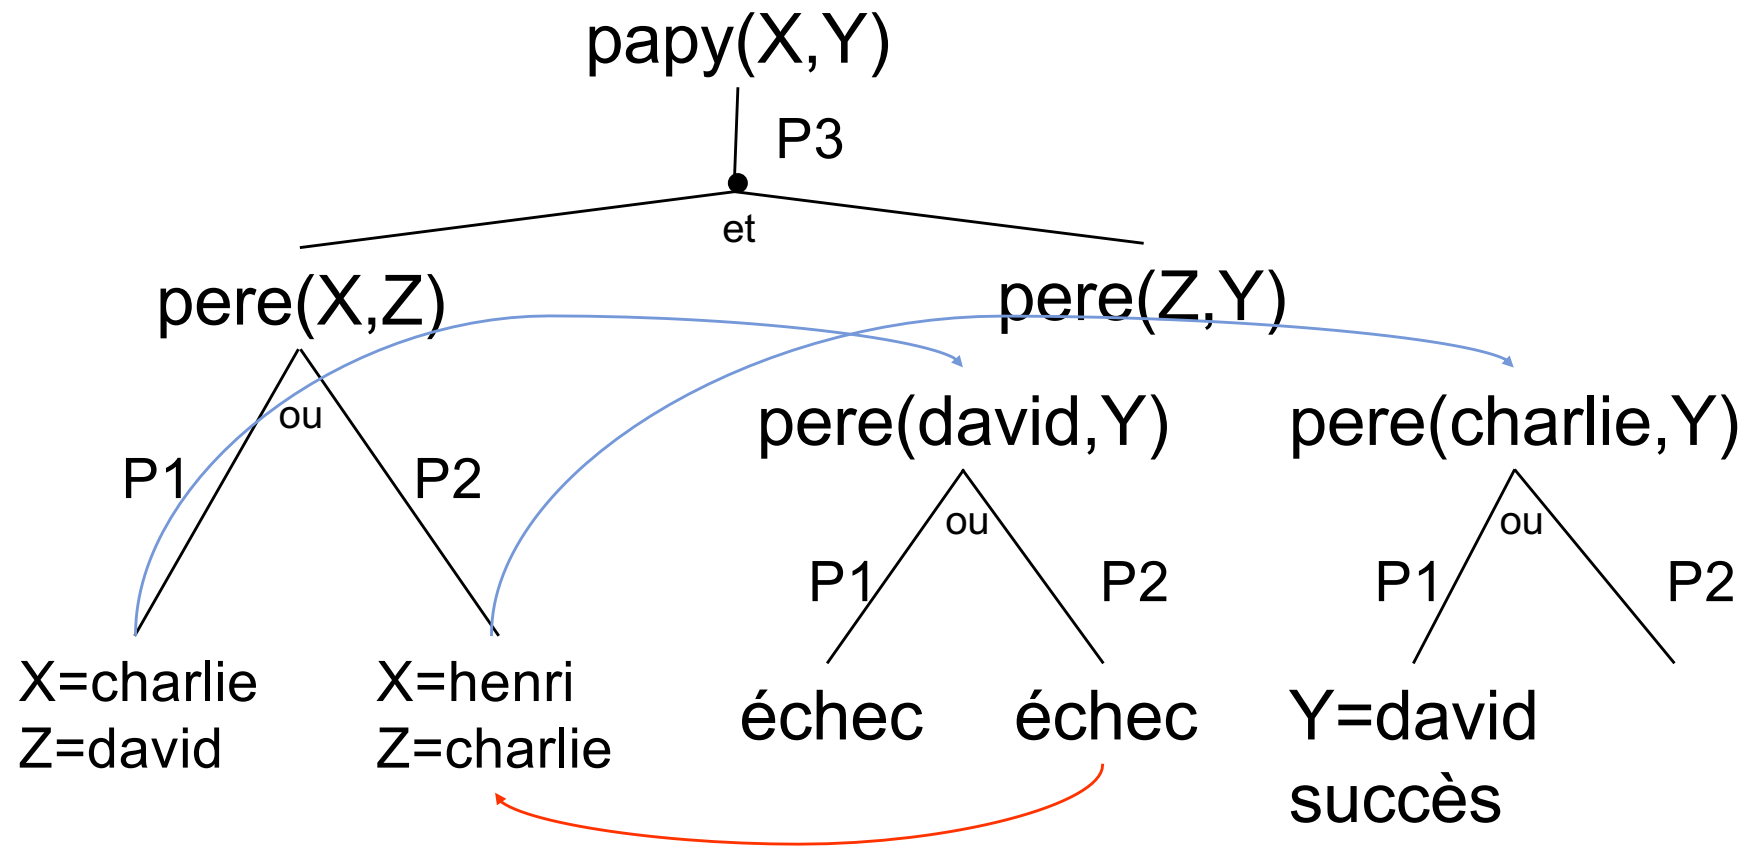 papy(X,Y)
P3
et
pere(X,Z)
pere(Z,Y)
ou
pere(david,Y)
pere(charlie,Y)
P1
P2
ou
ou
P1
P2
P1
P2
X=charlie
Z=david
X=henri
Z=charlie
échec
échec
Y=david
succès